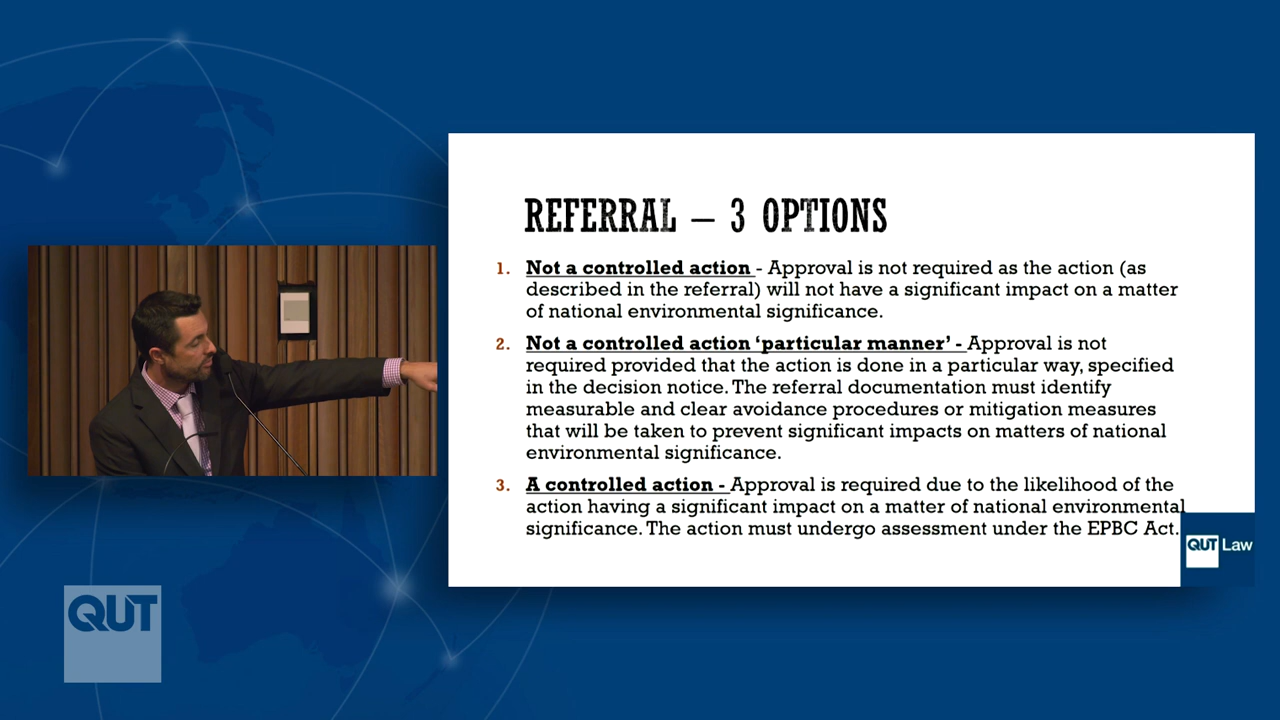 REFERRAL – 3 OPTIONS
1. Not a controlled action - Approval is not required as the action (as
described in the referral) will not have a significant impact on a matter
of national environmental significance.
2. Not a controlled action ‘particular manner’ - Approval is not
required provided that the action is done in a particular way, specified
in the decision notice. The referral documentation must identify
measurable and clear avoidance procedures or mitigation measures
that will be taken to prevent significant impacts on matters of national
environmental significance.
3. A controlled action - Approval is required due to the likelihood of the
action having a significant impact on a matter of national environmental
significance. The action must undergo assessment under the EPBC Act.
QUT Law
QUT